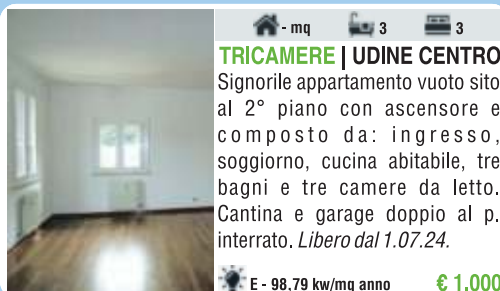 - mq 3 3
TRICAMERE | UDINE CENTRO
Signorile appartamento vuoto sito
al 2° piano con ascensore e
composto da: ingresso,
soggiorno, cucina abitabile, tre
bagni e tre camere da letto.
Cantina e garage doppio al p.
interrato. Libero dal 1.07.24.
E - 98,79 kw/mq anno € 1.000